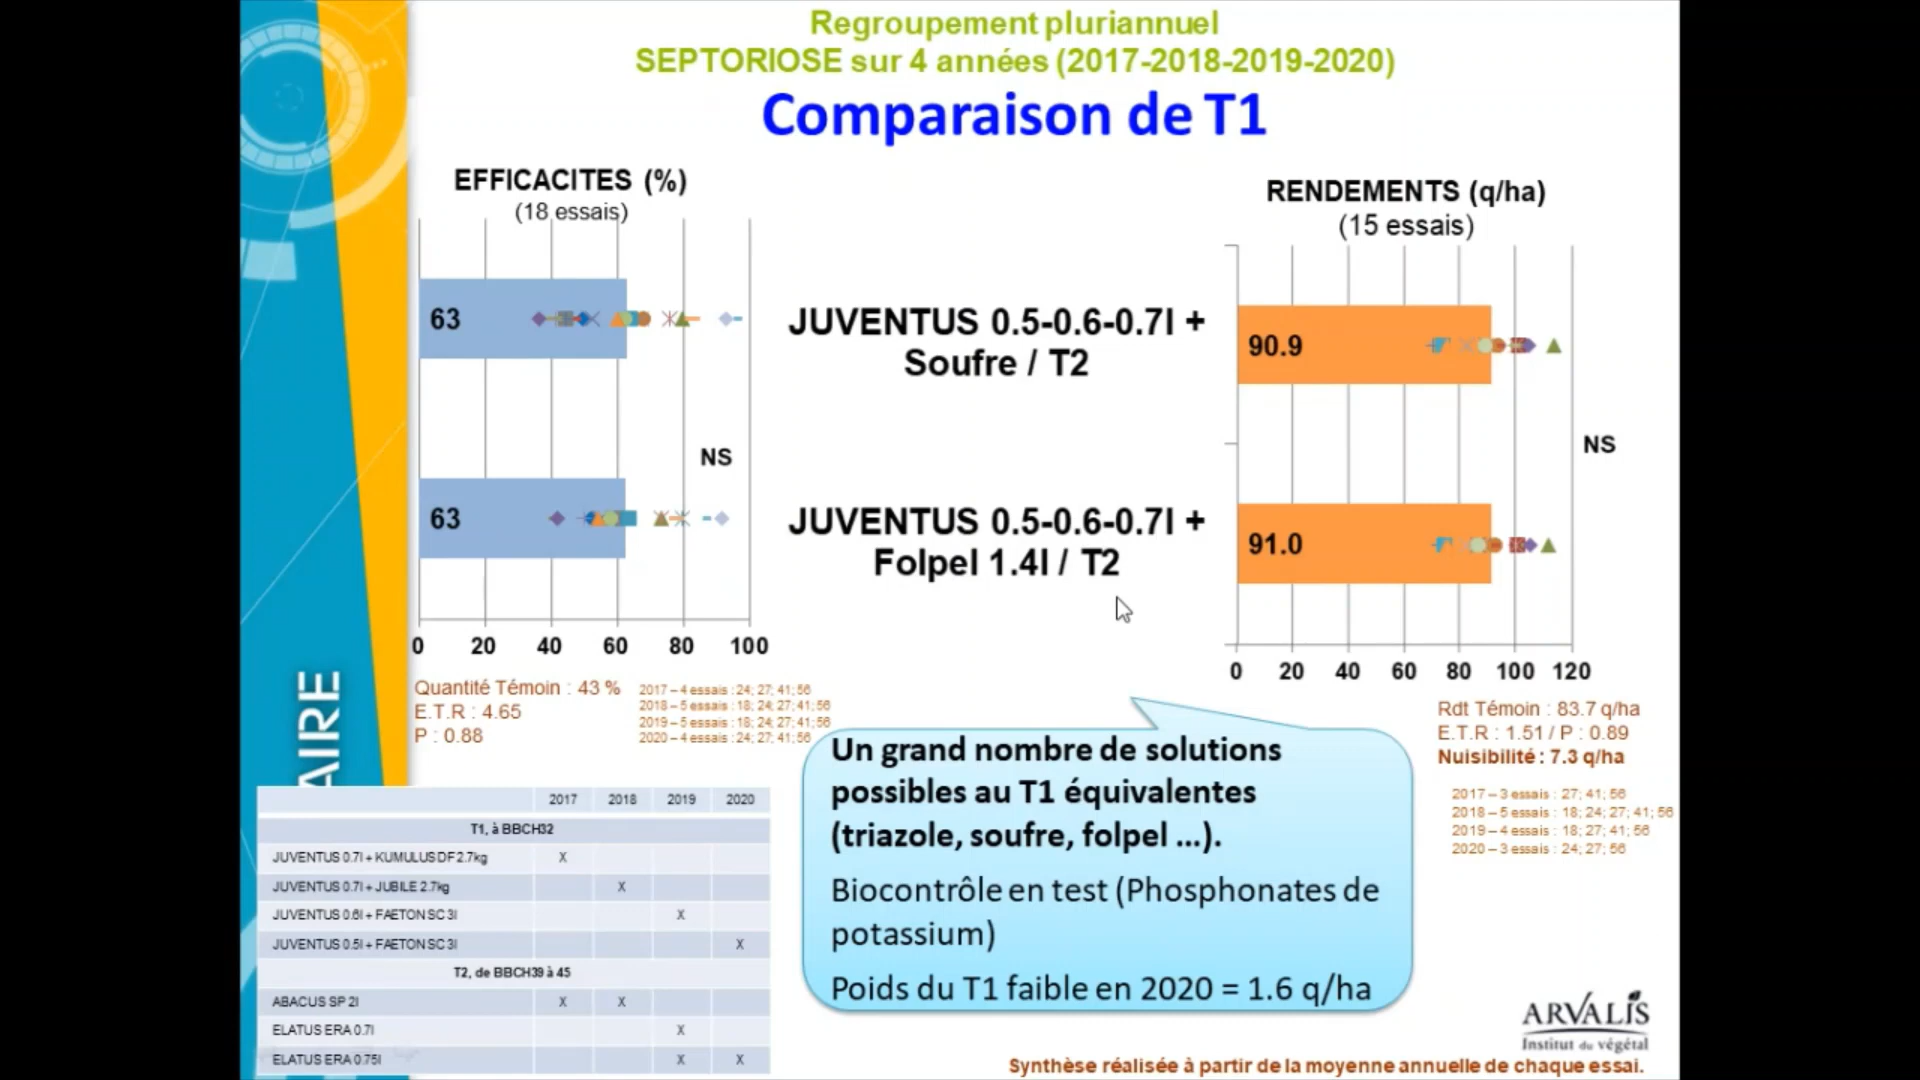 Regroupement pluriannuel
SEPTORIOSE sur 4 années (2017-2018-2019-2020)
Comparaison de T1
EFFICACITES (%)
(18 essais)
63
NS
63
0 20 40 60 80 100
Quantité Témoin : 43 %
E.T.R : 4.65
P : 0.88
2017 – 4 essais : 24; 27; 41; 56
2018 – 5 essais : 18; 24; 27; 41; 56
2019 – 5 essais : 18; 24; 27; 41; 56
2020 – 4 essais : 24; 27; 41; 56
JUVENTUS 0.5-0.6-0.7l +
Soufre / T2
JUVENTUS 0.5-0.6-0.7l +
Folpel 1.4l / T2
RENDEMENTS (q/ha)
(15 essais)
90.9
NS
91.0
0 20 40 60 80 100 120
Rdt Témoin : 83.7 q/ha
E.T.R : 1.51 / P : 0.89
Nuisibilité : 7.3 q/ha
2017 – 3 essais : 27; 41; 56
2018 – 5 essais : 18; 24; 27; 41; 56
2019 – 4 essais : 18; 27; 41; 56
2020 – 3 essais : 24; 27; 56
Un grand nombre de solutions
possibles au T1 équivalentes
(triazole, soufre, folpel ...).
Biocontrôle en test (Phosphonates de
potassium)
Poids du T1 faible en 2020 = 1.6 q/ha
AIRE
2017 2018 2019 2020
T1, à BBCH32
JUVENTUS 0.7l + KUMULUS DF 2.7kg X
JUVENTUS 0.7l + JUBILE 2.7kg X
JUVENTUS 0.6l + FAETON SC 3l X
JUVENTUS 0.5l + FAETON SC 3l X
T2, de BBCH39 à 45
ABACUS SP 2l X X
ELATUS ERA 0.7l X
ELATUS ERA 0.75l X X
ARVALIS
Institut du végétal
Synthèse réalisée à partir de la moyenne annuelle de chaque essai.